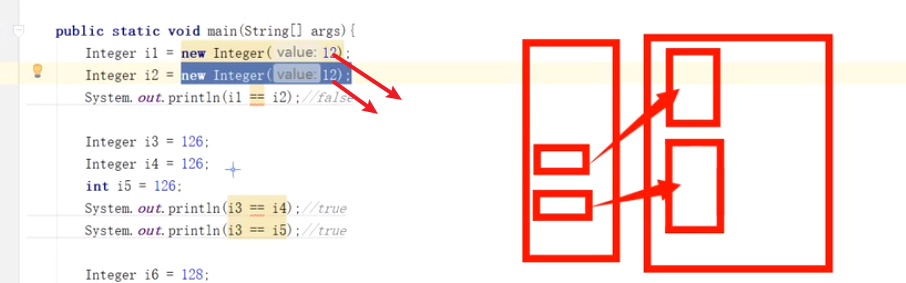 public static void main(String[] args){
Integer i1 = new Integer( value: 12);
Integer i2 = new Integer( value: 12);
System.out.println(i1 == i2);//false
Integer i3 = 126;
Integer i4 = 126;
int i5 = 126;
System.out.println(i3 == i4);//true
System.out.println(i3 == i5);//true
Integer i6 = 128;